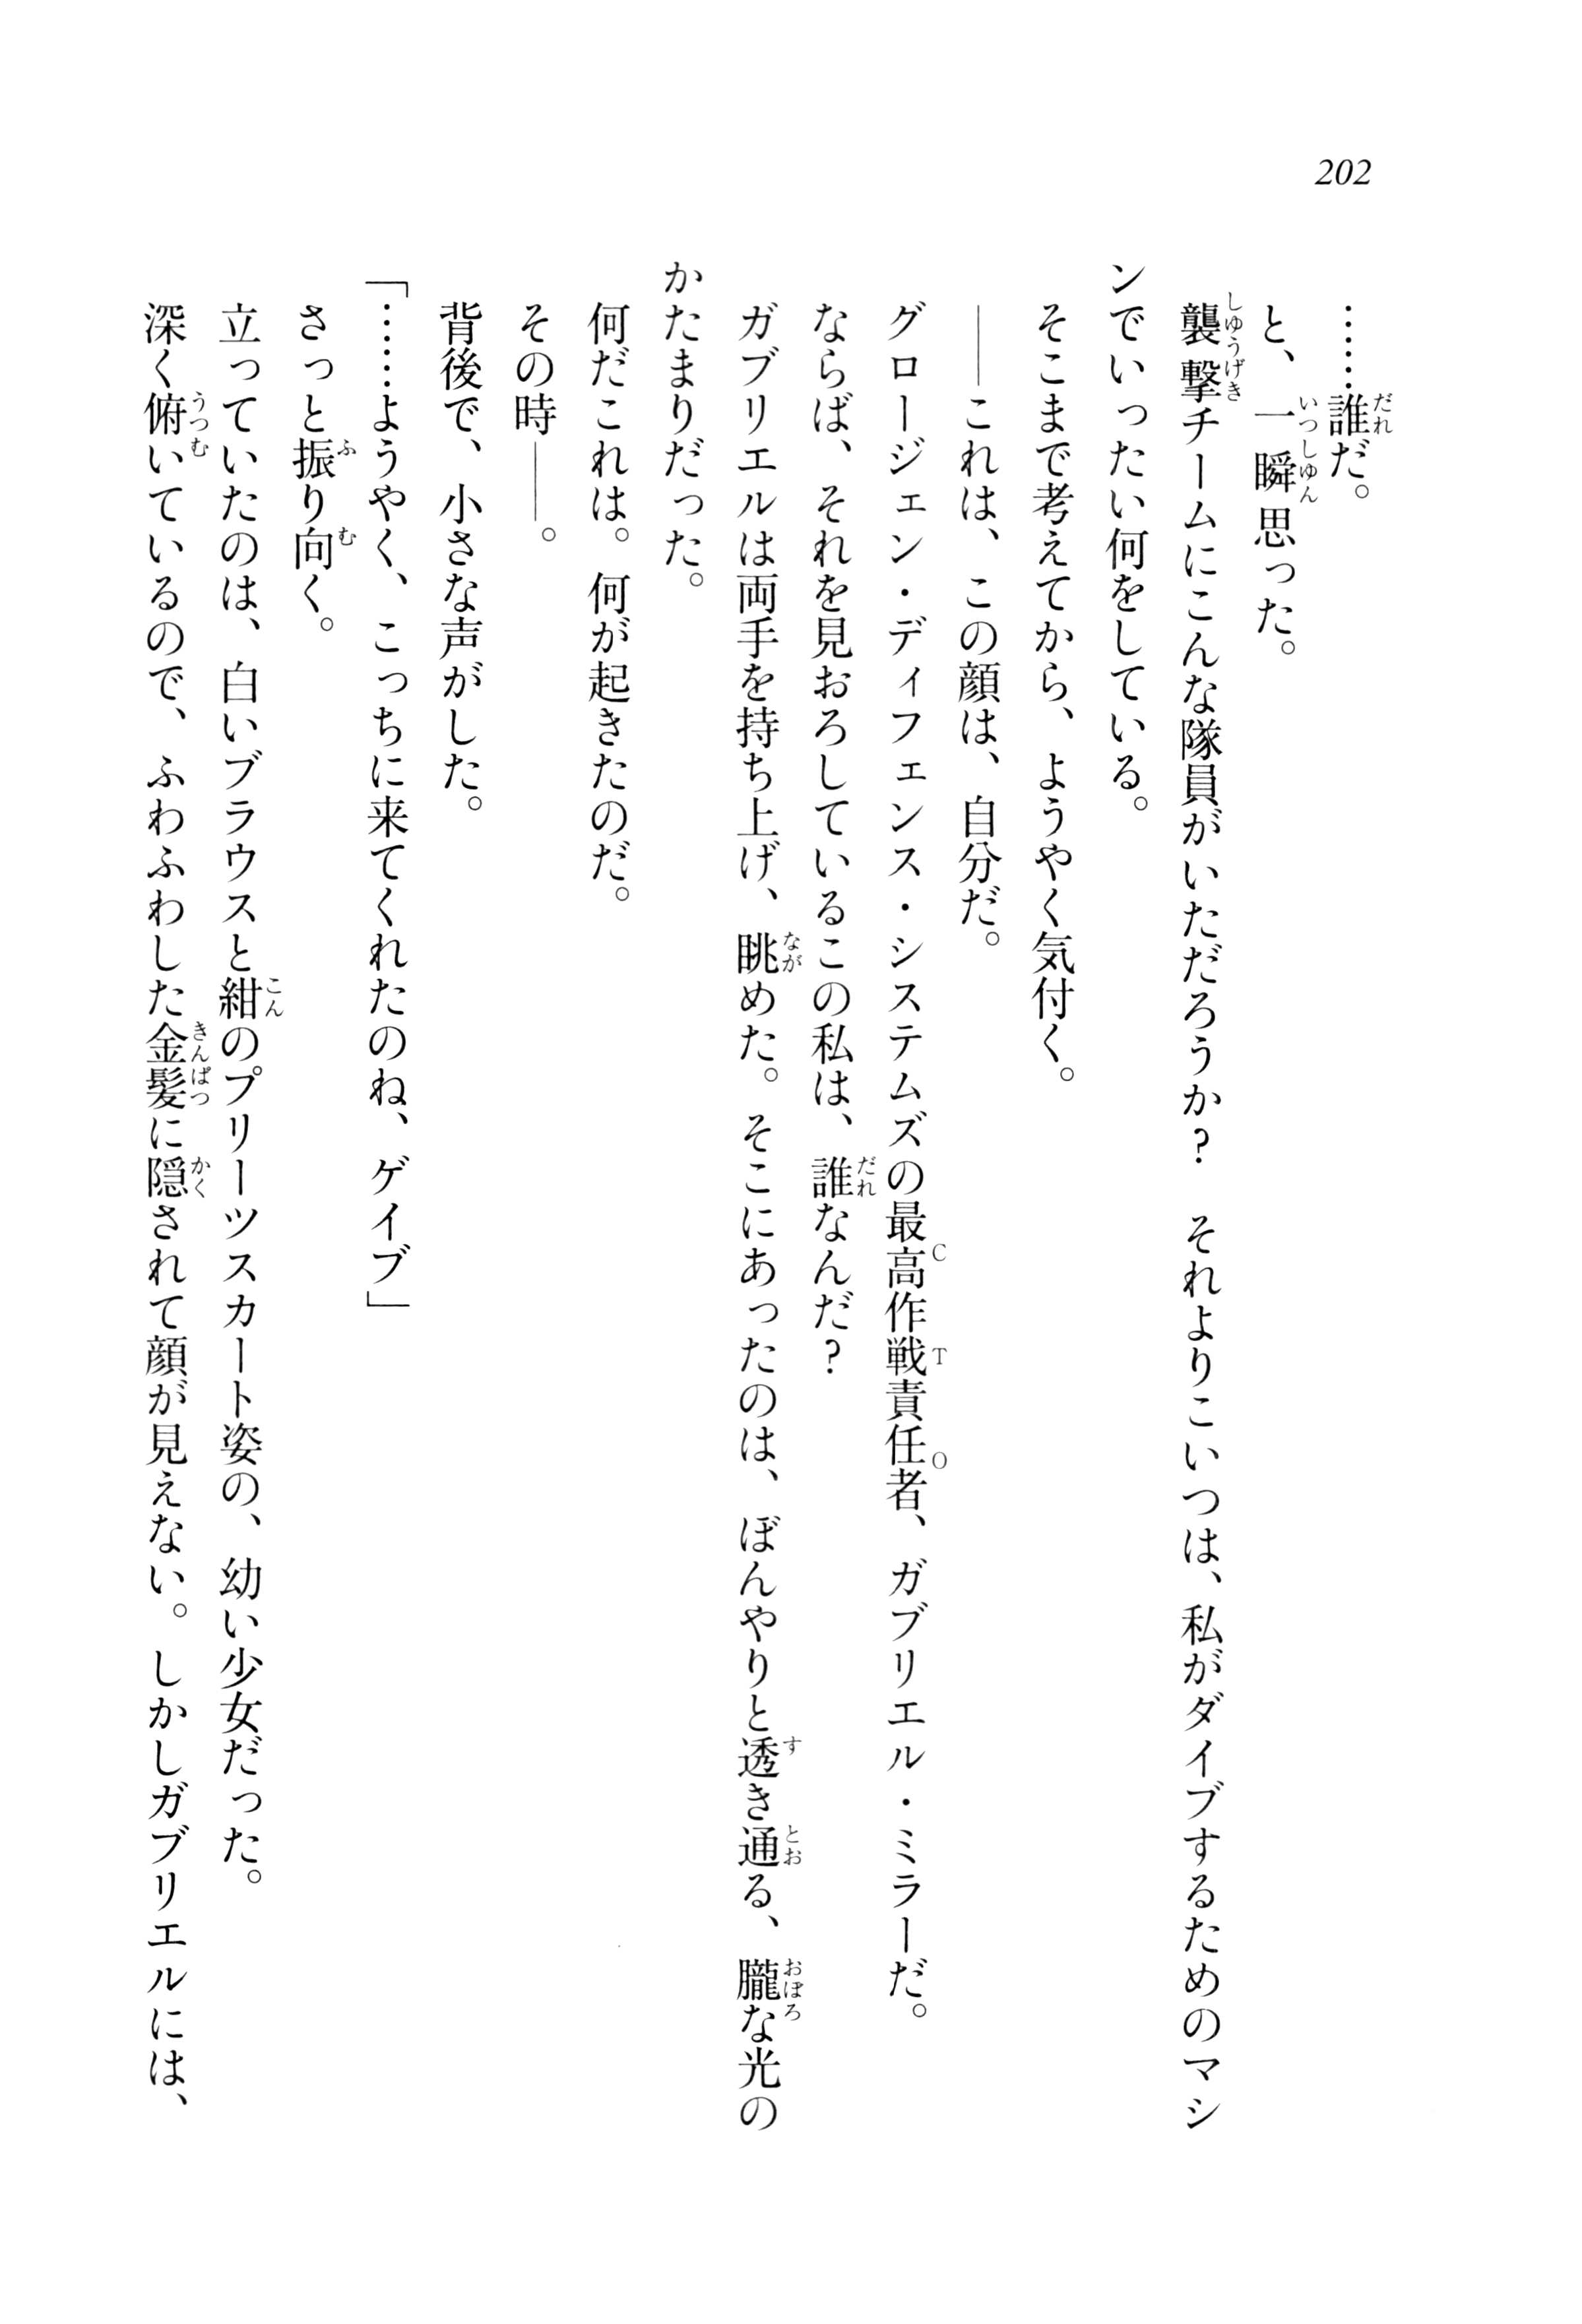 202
……誰だ。
と、一瞬思った。
襲撃チームにこんな隊員がいただろうか？　それよりこいつは、私がダイブするためのマシ
ンでいったい何をしている。
そこまで考えてから、ようやく気付く。
――これは、この顔は、自分だ。
グロージェン・ディフェンス・システムズの最高作戦責任者、ガブリエル・ミラーだ。
ならば、それを見おろしているこの私は、誰なんだ？
ガブリエルは両手を持ち上げ、眺めた。そこにあったのは、ぼんやりと透き通る、朧な光の
かたまりだった。
何だこれは。何が起きたのだ。
その時――。
背後で、小さな声がした。
「……ようやく、こっちに来てくれたのね、ゲイブ」
さっと振り向く。
立っていたのは、白いブラウスと紺のプリーツスカート姿の、幼い少女だった。
深く俯いているので、ふわふわした金髪に隠されて顔が見えない。しかしガブリエルには、